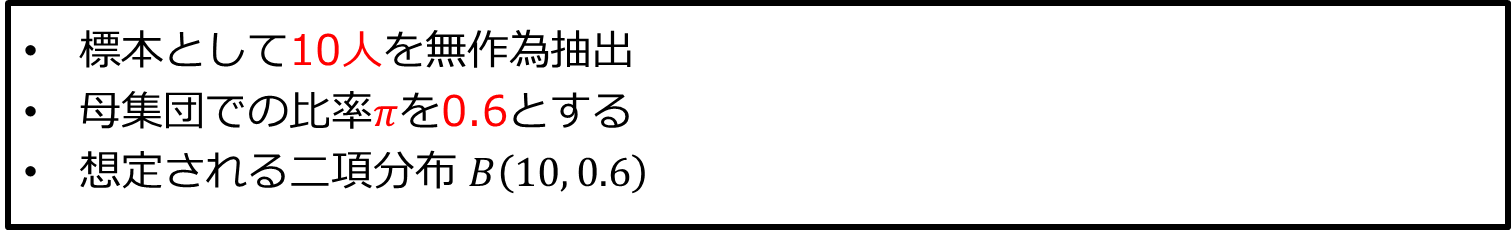 • 標本として10人を無作為抽出
• 母集団での比率πを0.6とする
• 想定される二項分布 B(10, 0.6)